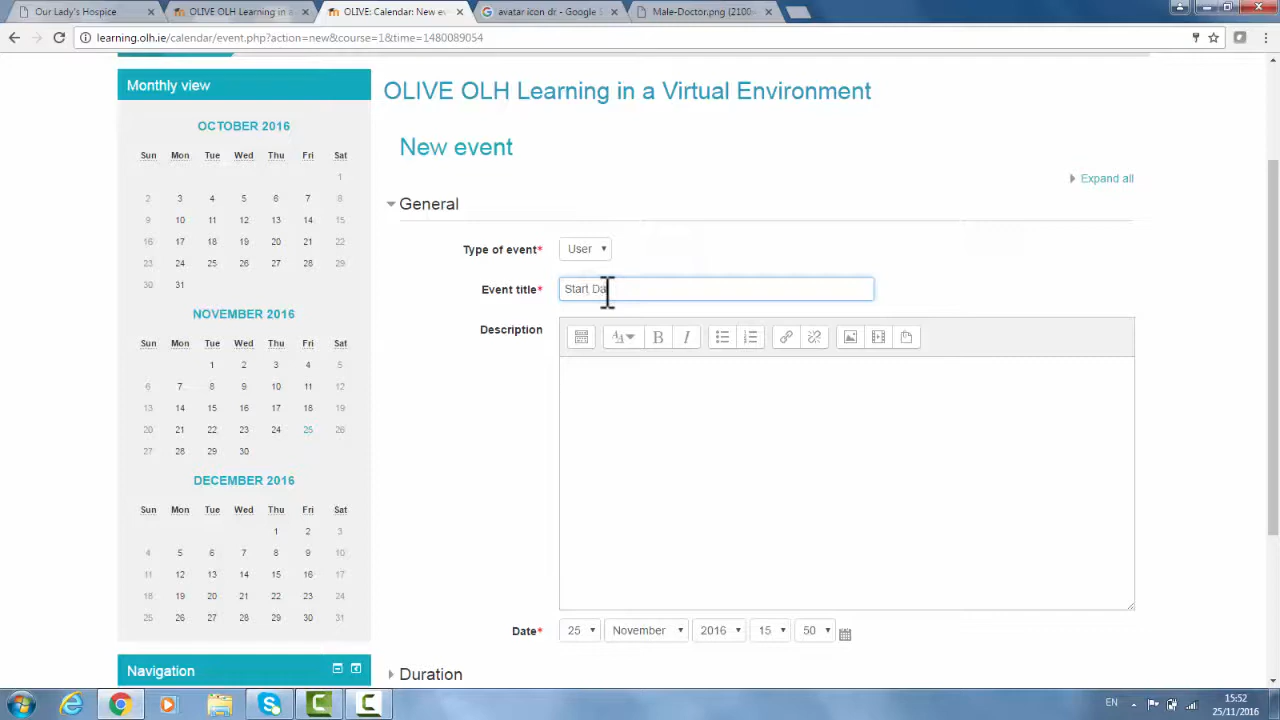 Our Lady's Hospice
OLIVE OLH Learning in a
OLIVE: Calendar: New ev
avatar icon dr - Google S
Male-Doctor.png (2100×
learning.olh.ie/calendar/event.php?action=new&course=1&time=1480089054
Monthly view
OCTOBER 2016
Sun Mon Tue Wed Thu Fri Sat
1
2 3 4 5 6 7 8
9 10 11 12 13 14 15
16 17 18 19 20 21 22
23 24 25 26 27 28 29
30 31
NOVEMBER 2016
Sun Mon Tue Wed Thu Fri Sat
1 2 3 4 5
6 7 8 9 10 11 12
13 14 15 16 17 18 19
20 21 22 23 24 25 26
27 28 29 30
DECEMBER 2016
Sun Mon Tue Wed Thu Fri Sat
1 2 3
4 5 6 7 8 9 10
11 12 13 14 15 16 17
18 19 20 21 22 23 24
25 26 27 28 29 30 31
Navigation
OLIVE OLH Learning in a Virtual Environment
New event
Expand all
General
Type of event* User
Event title* Start Da
Description
Date* 25 November 2016 15 50
Duration
EN
15:52
25/11/2016